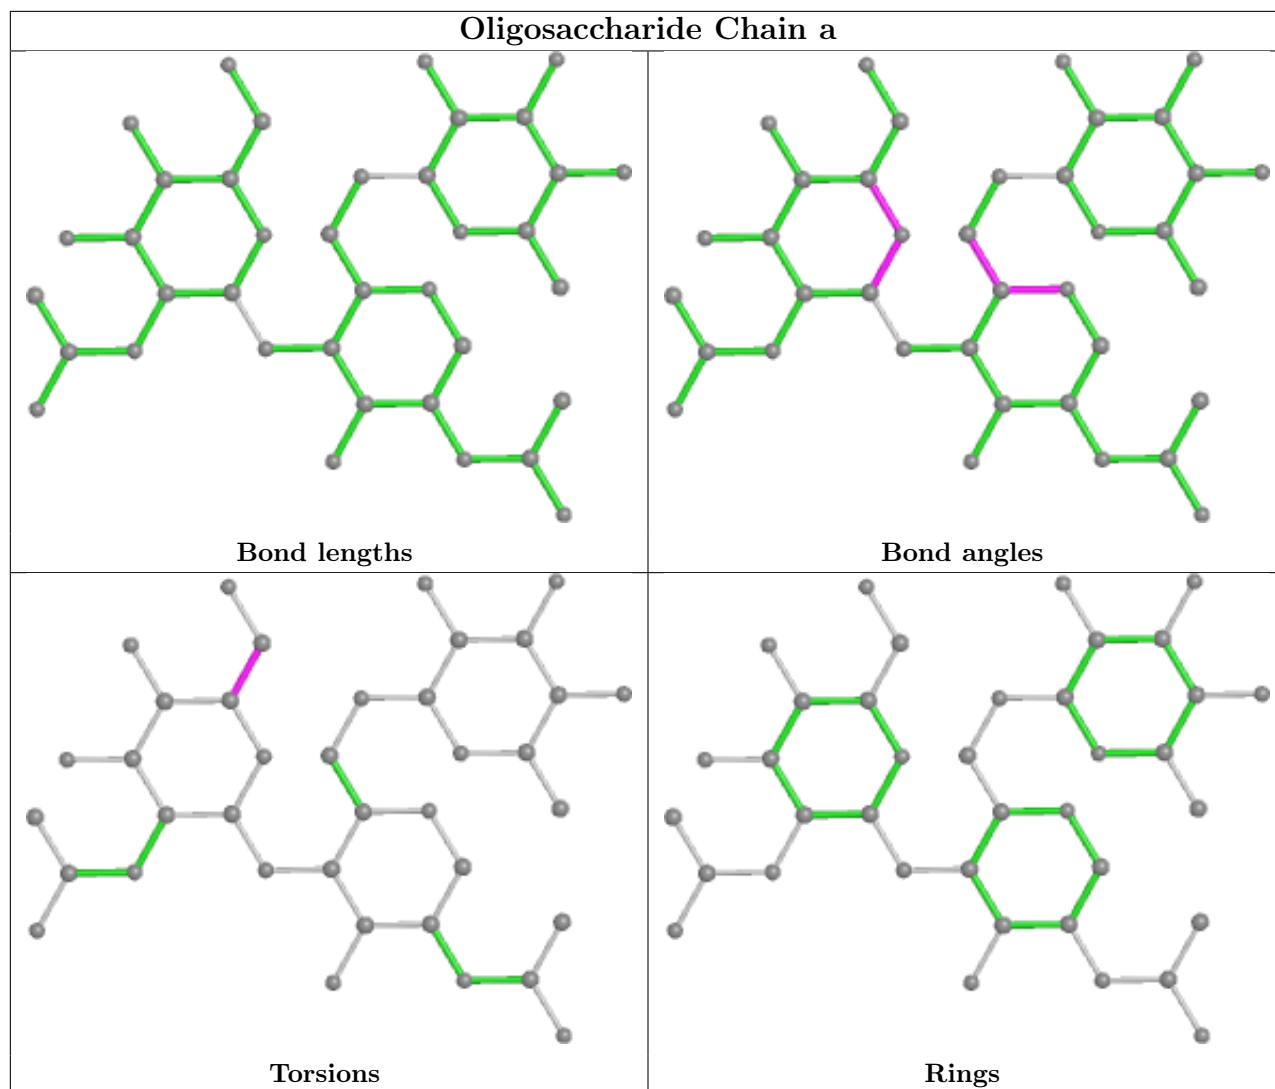 Oligosaccharide Chain a
Bond lengths
Bond angles
Torsions
Rings